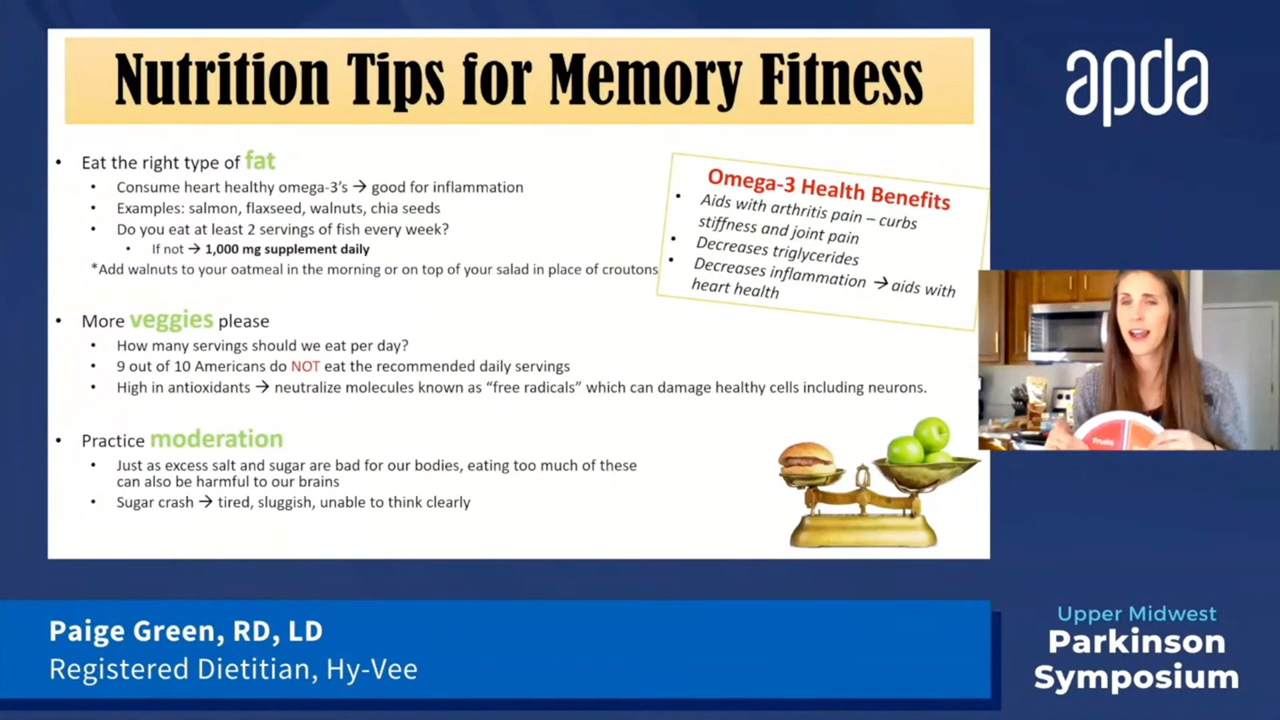 Nutrition Tips for Memory Fitness
apda
• Eat the right type of fat
• Consume heart healthy omega-3's → good for inflammation
• Examples: salmon, flaxseed, walnuts, chia seeds
• Do you eat at least 2 servings of fish every week?
• If not → 1,000 mg supplement daily
*Add walnuts to your oatmeal in the morning or on top of your salad in place of croutons
Omega-3 Health Benefits
• Aids with arthritis pain – curbs
stiffness and joint pain
• Decreases triglycerides
• Decreases inflammation → aids with
heart health
• More veggies please
• How many servings should we eat per day?
• 9 out of 10 Americans do NOT eat the recommended daily servings
• High in antioxidants → neutralize molecules known as “free radicals” which can damage healthy cells including neurons.
• Practice moderation
• Just as excess salt and sugar are bad for our bodies, eating too much of these
can also be harmful to our brains
• Sugar crash → tired, sluggish, unable to think clearly
Fruits
Paige Green, RD, LD
Registered Dietitian, Hy-Vee
Upper Midwest
Parkinson
Symposium